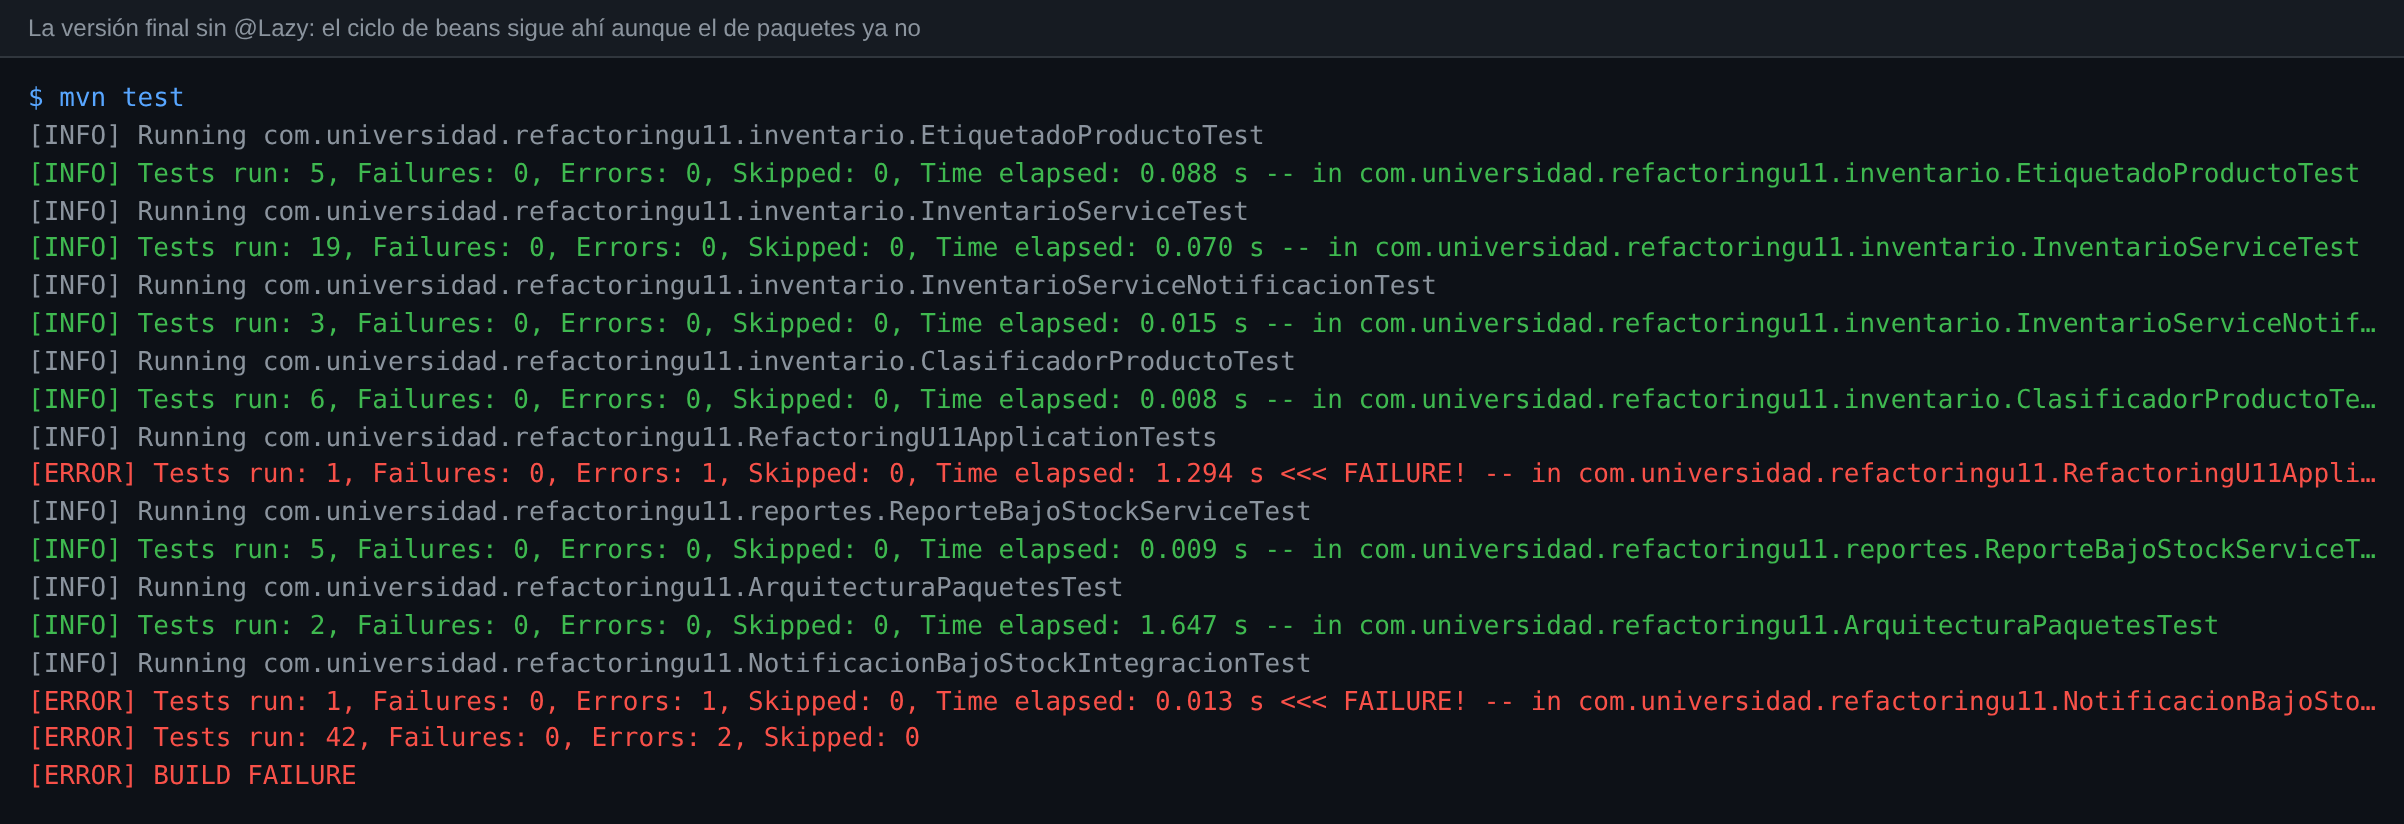 La versión final sin @Lazy: el ciclo de beans sigue ahí aunque el de paquetes ya no
$ mvn test
[INFO] Running com.universidad.refactoringu11.inventario.EtiquetadoProductoTest
[INFO] Tests run: 5, Failures: 0, Errors: 0, Skipped: 0, Time elapsed: 0.088 s -- in com.universidad.refactoringu11.inventario.EtiquetadoProductoTest
[INFO] Running com.universidad.refactoringu11.inventario.InventarioServiceTest
[INFO] Tests run: 19, Failures: 0, Errors: 0, Skipped: 0, Time elapsed: 0.070 s -- in com.universidad.refactoringu11.inventario.InventarioServiceTest
[INFO] Running com.universidad.refactoringu11.inventario.InventarioServiceNotificacionTest
[INFO] Tests run: 3, Failures: 0, Errors: 0, Skipped: 0, Time elapsed: 0.015 s -- in com.universidad.refactoringu11.inventario.InventarioServiceNotif…
[INFO] Running com.universidad.refactoringu11.inventario.ClasificadorProductoTest
[INFO] Tests run: 6, Failures: 0, Errors: 0, Skipped: 0, Time elapsed: 0.008 s -- in com.universidad.refactoringu11.inventario.ClasificadorProductoTe…
[INFO] Running com.universidad.refactoringu11.RefactoringU11ApplicationTests
[ERROR] Tests run: 1, Failures: 0, Errors: 1, Skipped: 0, Time elapsed: 1.294 s <<< FAILURE! -- in com.universidad.refactoringu11.RefactoringU11Appli…
[INFO] Running com.universidad.refactoringu11.reportes.ReporteBajoStockServiceTest
[INFO] Tests run: 5, Failures: 0, Errors: 0, Skipped: 0, Time elapsed: 0.009 s -- in com.universidad.refactoringu11.reportes.ReporteBajoStockServiceT…
[INFO] Running com.universidad.refactoringu11.ArquitecturaPaquetesTest
[INFO] Tests run: 2, Failures: 0, Errors: 0, Skipped: 0, Time elapsed: 1.647 s -- in com.universidad.refactoringu11.ArquitecturaPaquetesTest
[INFO] Running com.universidad.refactoringu11.NotificacionBajoStockIntegracionTest
[ERROR] Tests run: 1, Failures: 0, Errors: 1, Skipped: 0, Time elapsed: 0.013 s <<< FAILURE! -- in com.universidad.refactoringu11.NotificacionBajoSto…
[ERROR] Tests run: 42, Failures: 0, Errors: 2, Skipped: 0
[ERROR] BUILD FAILURE